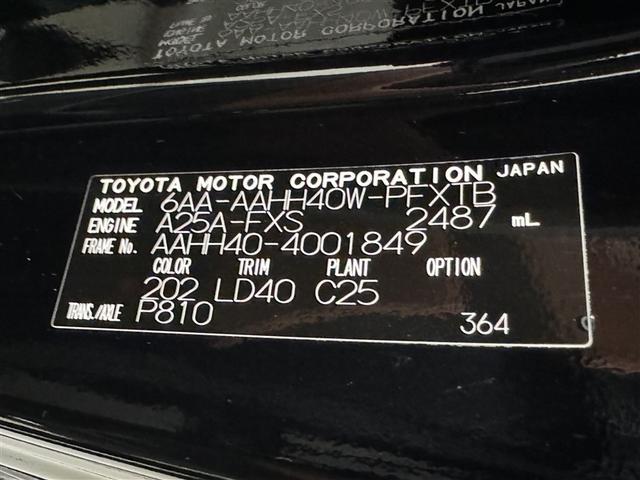 TOYOTA MOTOR CORPORATION JAPAN
MODEL 6AA-AAHH40W-PFXTB
ENGINE A25A-FXS 2487 mL
FRAME No. AAHH40-4001849
COLOR TRIM PLANT OPTION
202 LD40 C25
TRANS./AXLE P810 364